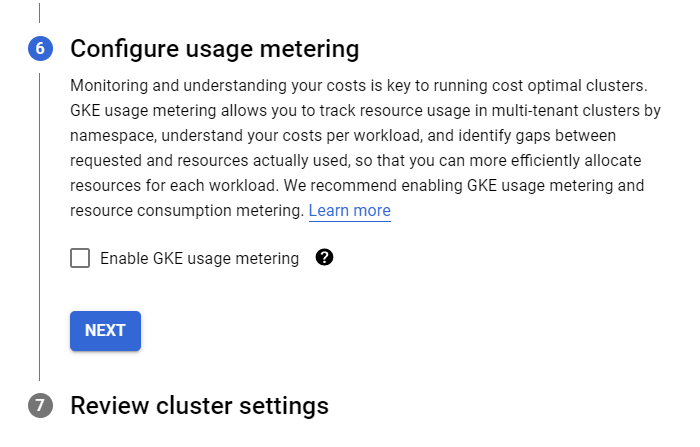 6 Configure usage metering
Monitoring and understanding your costs is key to running cost optimal clusters.
GKE usage metering allows you to track resource usage in multi-tenant clusters by
namespace, understand your costs per workload, and identify gaps between
requested and resources actually used, so that you can more efficiently allocate
resources for each workload. We recommend enabling GKE usage metering and
resource consumption metering. Learn more
Enable GKE usage metering ?
NEXT
7 Review cluster settings